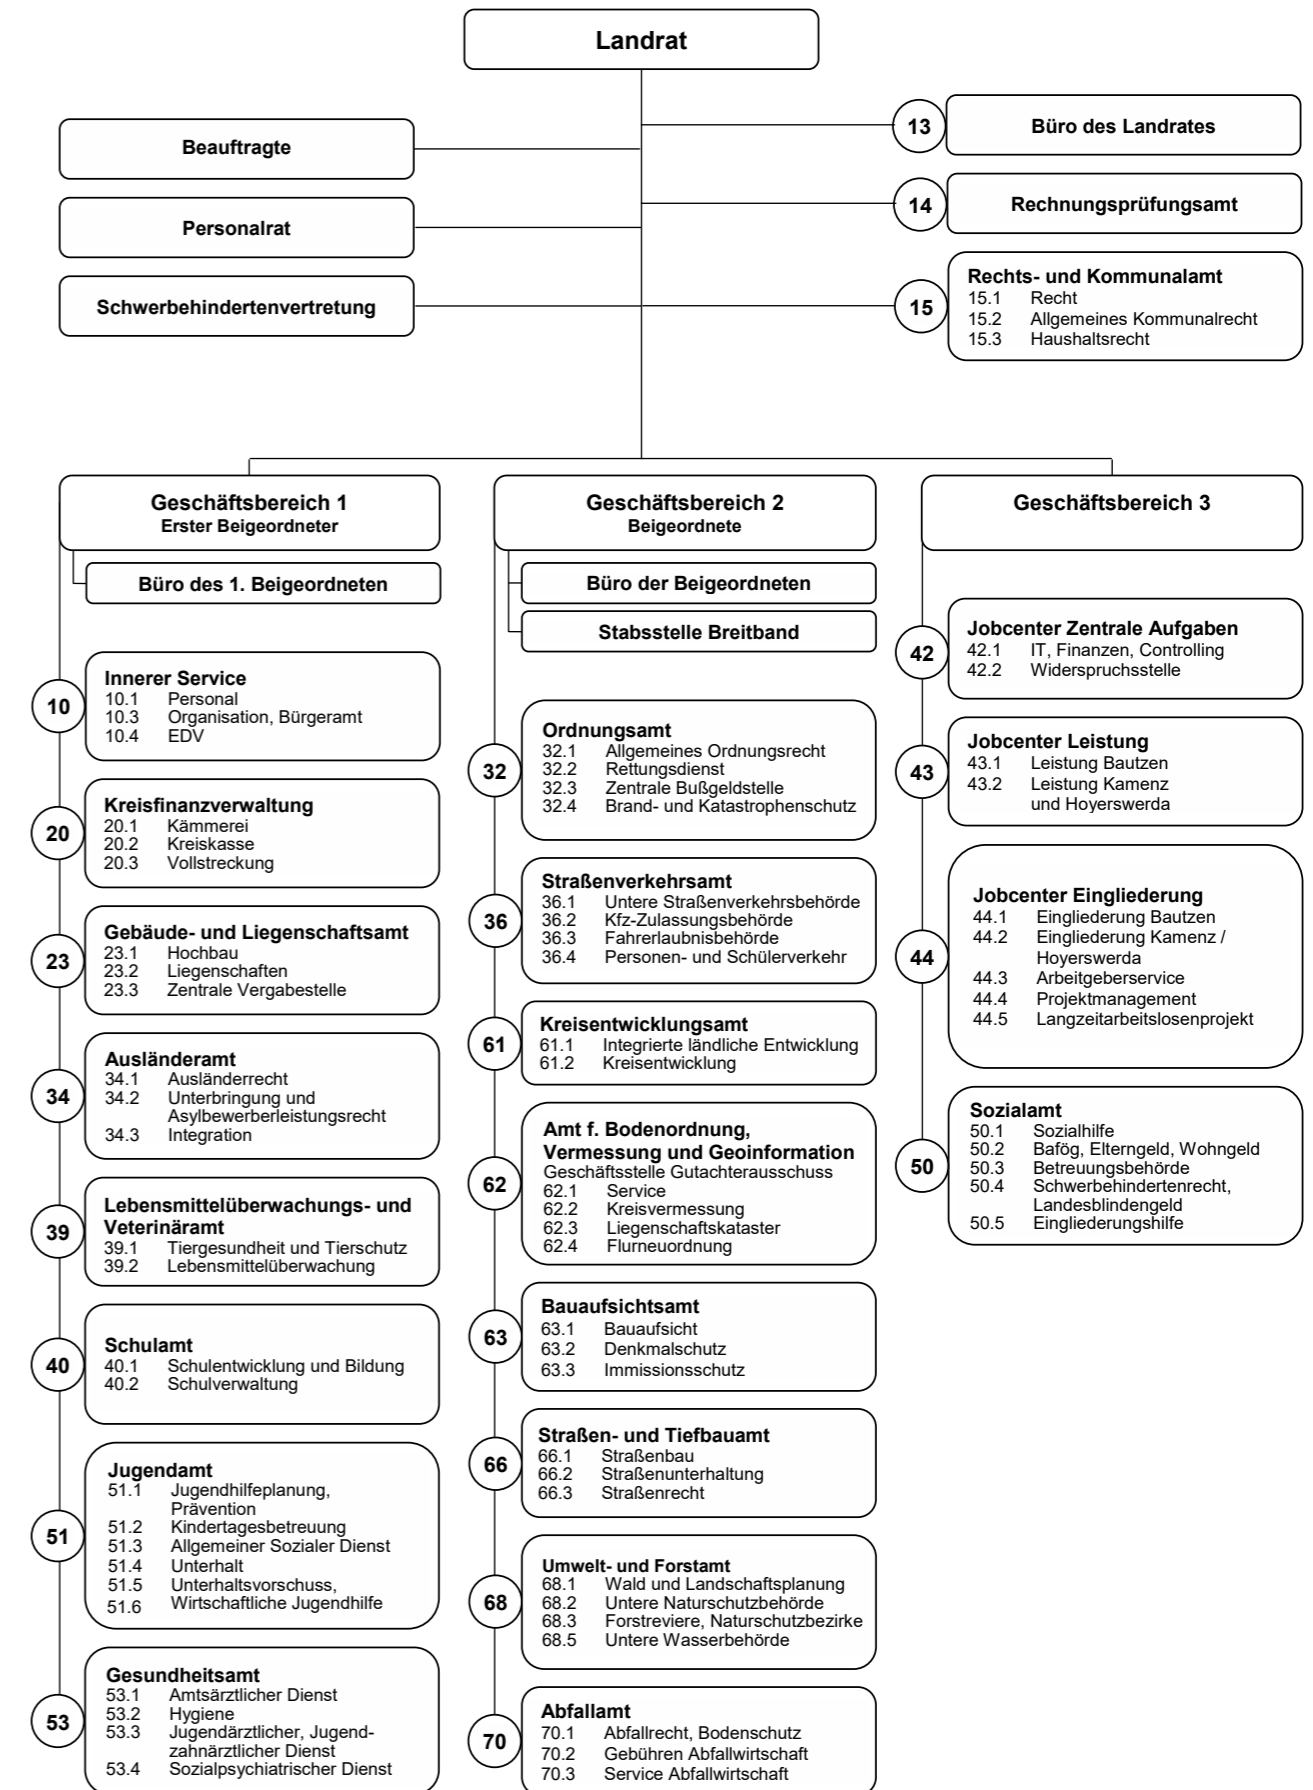 Landrat
Beauftragte
Personalrat
Schwerbehindertenvertretung
13 Büro des Landrates
14 Rechnungsprüfungsamt
15
Rechts- und Kommunalamt
15.1 Recht
15.2 Allgemeines Kommunalrecht
15.3 Haushaltsrecht
Geschäftsbereich 1
Erster Beigeordneter
Büro des 1. Beigeordneten
10
Innerer Service
10.1 Personal
10.3 Organisation, Bürgeramt
10.4 EDV
20
Kreisfinanzverwaltung
20.1 Kämmerei
20.2 Kreiskasse
20.3 Vollstreckung
23
Gebäude- und Liegenschaftsamt
23.1 Hochbau
23.2 Liegenschaften
23.3 Zentrale Vergabestelle
34
Ausländeramt
34.1 Ausländerrecht
34.2 Unterbringung und
Asylbewerberleistungsrecht
34.3 Integration
39
Lebensmittelüberwachungs- und
Veterinäramt
39.1 Tiergesundheit und Tierschutz
39.2 Lebensmittelüberwachung
40
Schulamt
40.1 Schulentwicklung und Bildung
40.2 Schulverwaltung
51
Jugendamt
51.1 Jugendhilfeplanung,
Prävention
51.2 Kindertagesbetreuung
51.3 Allgemeiner Sozialer Dienst
51.4 Unterhalt
51.5 Unterhaltsvorschuss,
51.6 Wirtschaftliche Jugendhilfe
53
Gesundheitsamt
53.1 Amtsärztlicher Dienst
53.2 Hygiene
53.3 Jugendärztlicher, Jugend-
zahnärztlicher Dienst
53.4 Sozialpsychiatrischer Dienst
Geschäftsbereich 2
Beigeordnete
Büro der Beigeordneten
Stabsstelle Breitband
32
Ordnungsamt
32.1 Allgemeines Ordnungsrecht
32.2 Rettungsdienst
32.3 Zentrale Bußgeldstelle
32.4 Brand- und Katastrophenschutz
36
Straßenverkehrsamt
36.1 Untere Straßenverkehrsbehörde
36.2 Kfz-Zulassungsbehörde
36.3 Fahrerlaubnisbehörde
36.4 Personen- und Schülerverkehr
61
Kreisentwicklungsamt
61.1 Integrierte ländliche Entwicklung
61.2 Kreisentwicklung
62
Amt f. Bodenordnung,
Vermessung und Geoinformation
Geschäftsstelle Gutachterausschuss
62.1 Service
62.2 Kreisvermessung
62.3 Liegenschaftskataster
62.4 Flurneuordnung
63
Bauaufsichtsamt
63.1 Bauaufsicht
63.2 Denkmalschutz
63.3 Immissionsschutz
66
Straßen- und Tiefbauamt
66.1 Straßenbau
66.2 Straßenunterhaltung
66.3 Straßenrecht
68
Umwelt- und Forstamt
68.1 Wald und Landschaftsplanung
68.2 Untere Naturschutzbehörde
68.3 Forstreviere, Naturschutzbezirke
68.5 Untere Wasserbehörde
70
Abfallamt
70.1 Abfallrecht, Bodenschutz
70.2 Gebühren Abfallwirtschaft
70.3 Service Abfallwirtschaft
Geschäftsbereich 3
42
Jobcenter Zentrale Aufgaben
42.1 IT, Finanzen, Controlling
42.2 Widerspruchsstelle
43
Jobcenter Leistung
43.1 Leistung Bautzen
43.2 Leistung Kamenz
und Hoyerswerda
44
Jobcenter Eingliederung
44.1 Eingliederung Bautzen
44.2 Eingliederung Kamenz /
Hoyerswerda
44.3 Arbeitgeberservice
44.4 Projektmanagement
44.5 Langzeitarbeitslosenprojekt
50
Sozialamt
50.1 Sozialhilfe
50.2 Bafög, Elterngeld, Wohngeld
50.3 Betreuungsbehörde
50.4 Schwerbehindertenrecht,
Landesblindengeld
50.5 Eingliederungshilfe